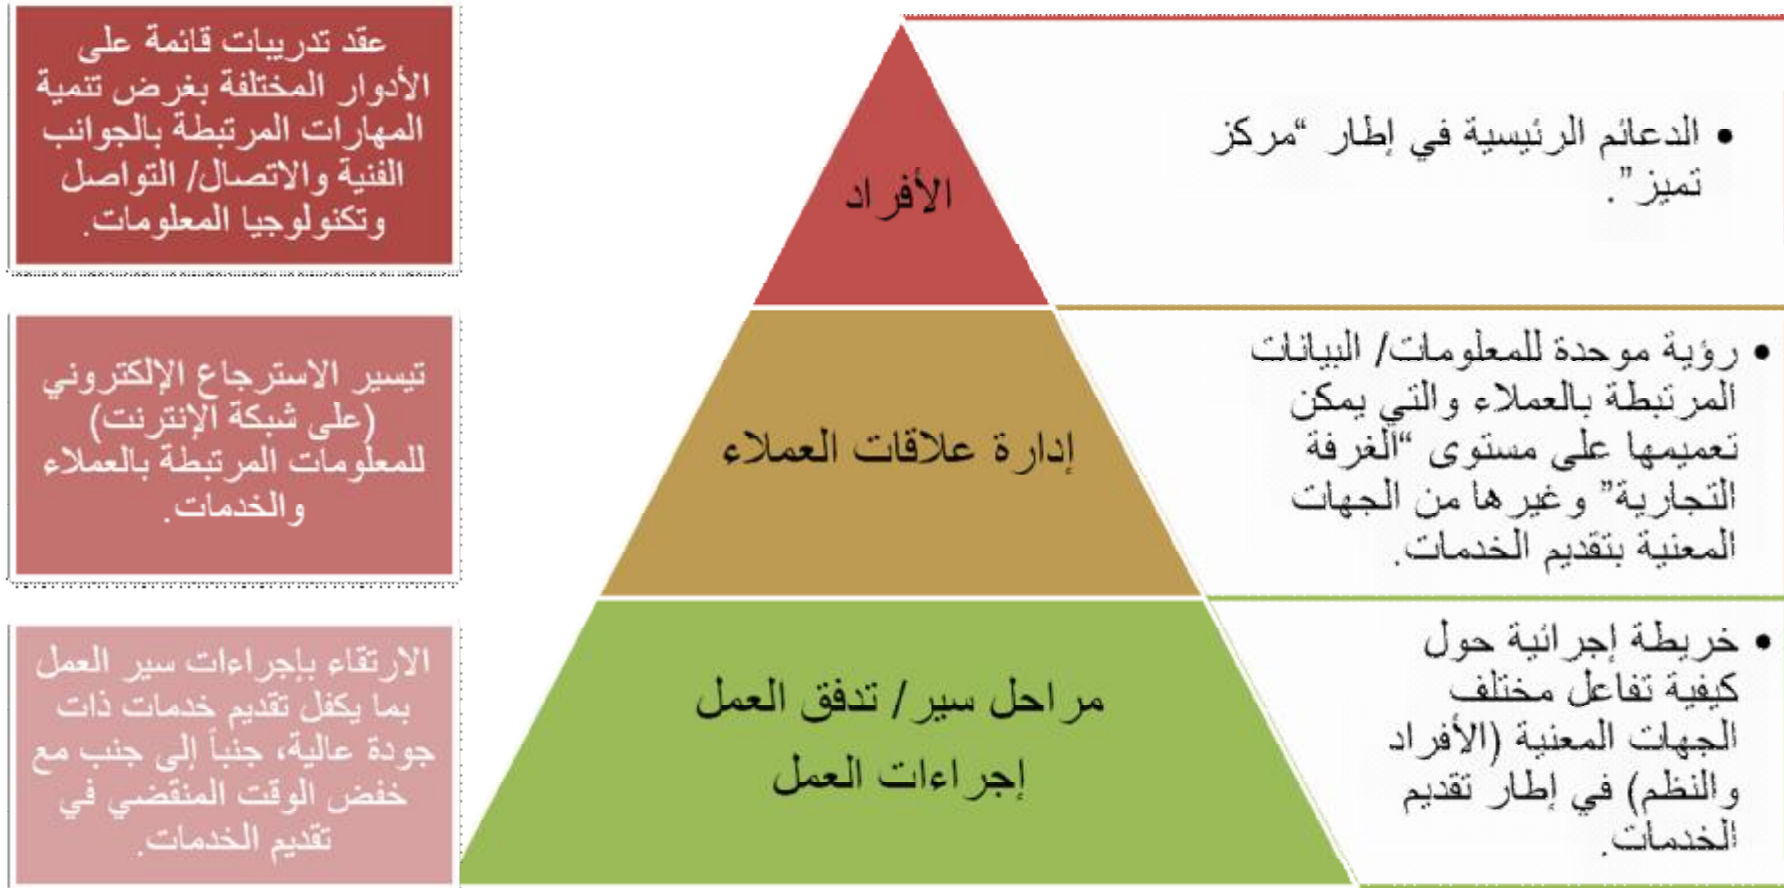 الدعائم الرئيسية في إطار “مركز
تميز”.
الأفراد
عقد تدريبات قائمة على
الأدوار المختلفة بغرض تنمية
المهارات المرتبطة بالجوانب
الفنية والاتصال/ التواصل
وتكنولوجيا المعلومات.
رؤية موحدة للمعلومات/ البيانات
المرتبطة بالعملاء والتي يمكن
تعميمها على مستوى “الغرفة
التجارية” وغيرها من الجهات
المعنية بتقديم الخدمات.
إدارة علاقات العملاء
تيسير الاسترجاع الإلكتروني
(على شبكة الإنترنت)
للمعلومات المرتبطة بالعملاء
والخدمات.
خريطة إجرائية حول
كيفية تفاعل مختلف
الجهات المعنية (الأفراد
والنظم) في إطار تقديم
الخدمات.
مراحل سير/ تدفق العمل
إجراءات العمل
الارتقاء بإجراءات سير العمل
بما يكفل تقديم خدمات ذات
جودة عالية، جنباً إلى جنب مع
خفض الوقت المنقضي في
تقديم الخدمات.